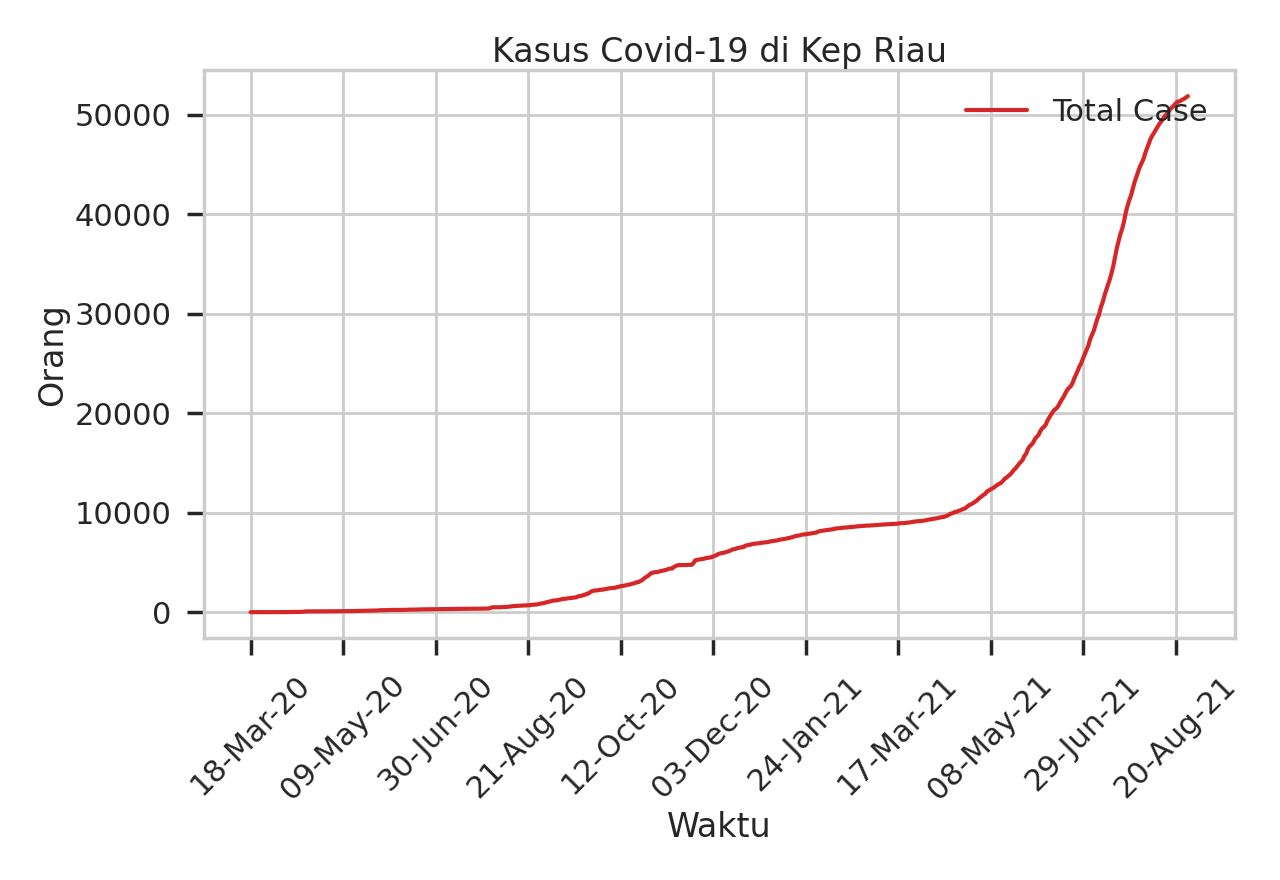 Kasus Covid-19 di Kep Riau
Total Case
50000
40000
30000
20000
10000
0
Orang
18-Mar-20
09-May-20
30-Jun-20
21-Aug-20
12-Oct-20
03-Dec-20
24-Jan-21
17-Mar-21
08-May-21
29-Jun-21
20-Aug-21
Waktu